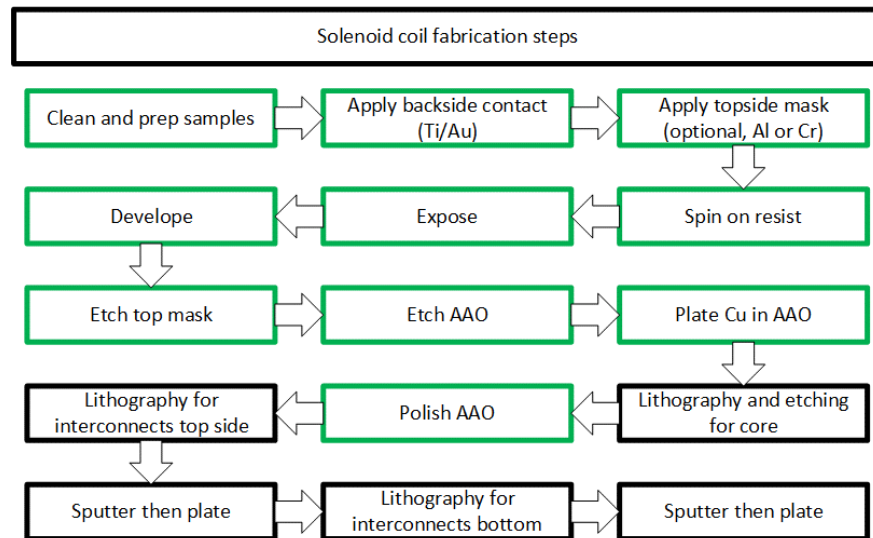 Solenoid coil fabrication steps
Clean and prep samples
Apply backside contact
(Ti/Au)
Apply topside mask
(optional, Al or Cr)
Spin on resist
Expose
Develope
Etch top mask
Etch AAO
Plate Cu in AAO
Lithography and etching
for core
Polish AAO
Lithography for
interconnects top side
Sputter then plate
Lithography for
interconnects bottom
Sputter then plate